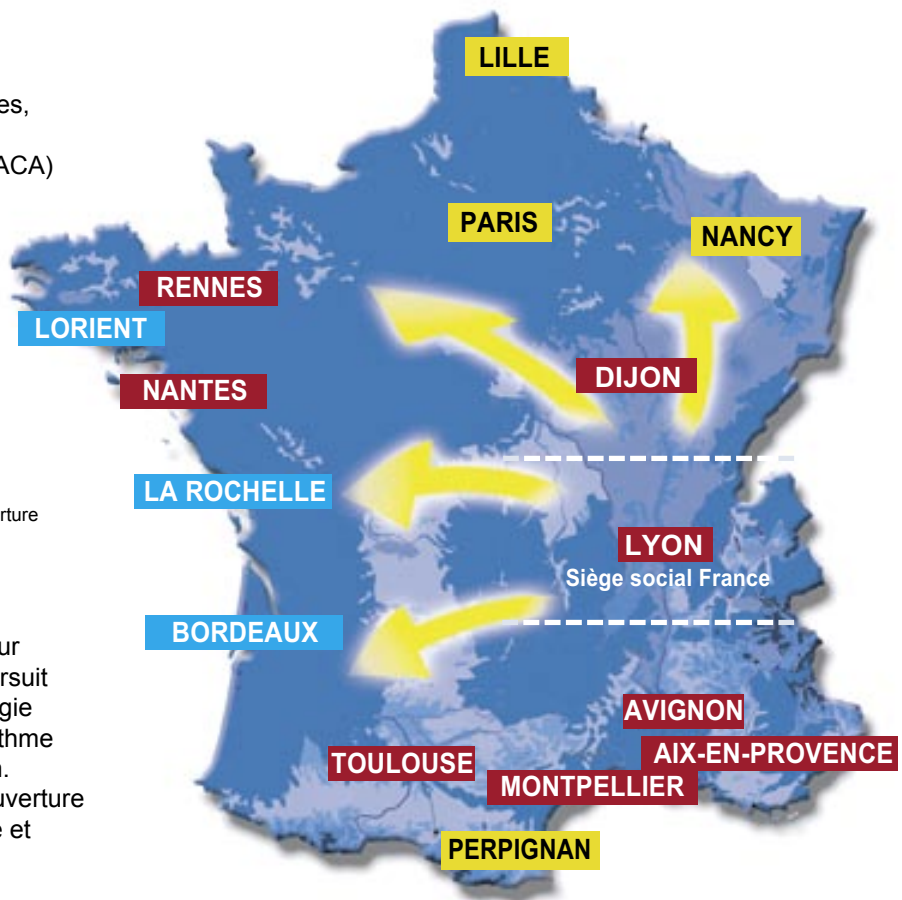 LILLE
es,
ACA)
PARIS
NANCY
RENNES
LORIENT
DIJON
NANTES
LA ROCHELLE
erture
LYON
Siège social France
BORDEAUX
ur
rsuit
gie
thme
n.
uverture
e et
AVIGNON
AIX-EN-PROVENCE
TOULOUSE
MONTPELLIER
PERPIGNAN